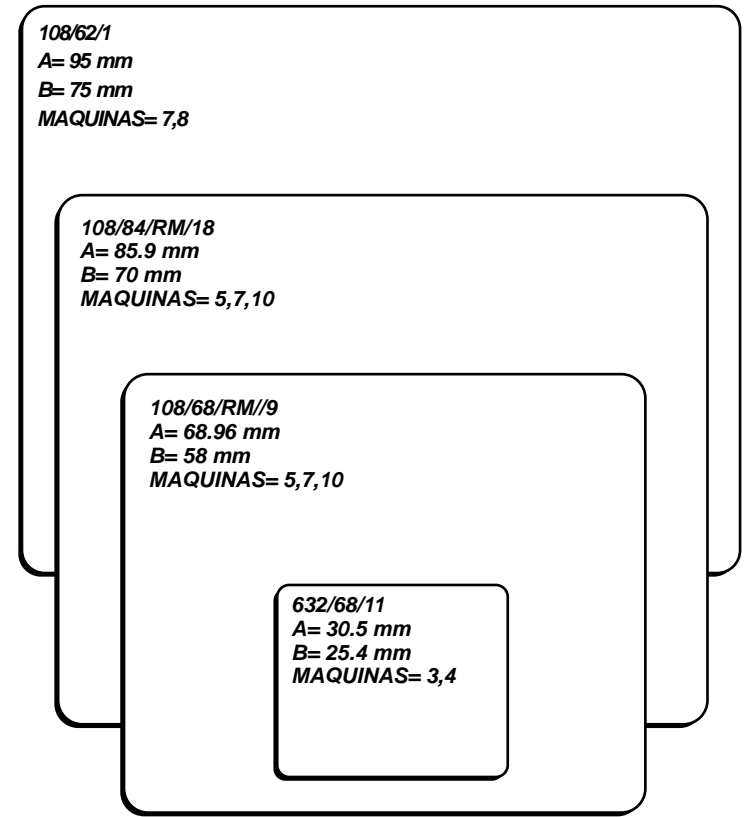 108/62/1
A= 95 mm
B= 75 mm
MAQUINAS= 7,8
108/84/RM/18
A= 85.9 mm
B= 70 mm
MAQUINAS= 5,7,10
108/68/RM//9
A= 68.96 mm
B= 58 mm
MAQUINAS= 5,7,10
632/68/11
A= 30.5 mm
B= 25.4 mm
MAQUINAS= 3,4